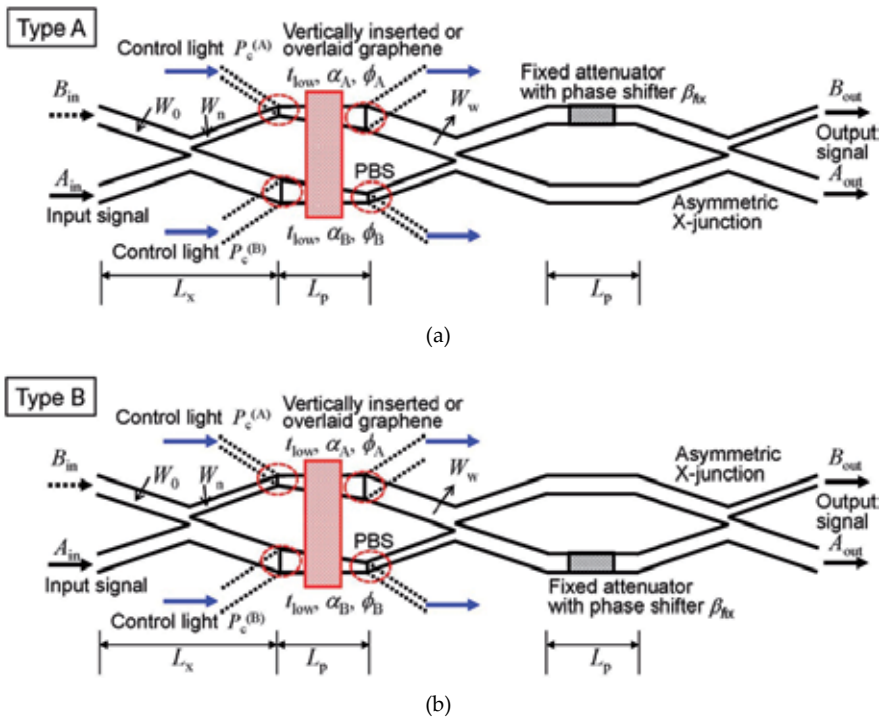 Type A
Control light P_c^(A)
Vertically inserted or
overlaid graphene
t_low, α_A, ϕ_A
Fixed attenuator
with phase shifter β_fix
B_in
W_0
W_n
W_w
B_out
Output
signal
A_out
A_in
Input signal
PBS
t_low, α_B, ϕ_B
Control light P_c^(B)
Asymmetric
X-junction
L_x
L_p
L_p
(a)
Type B
Control light P_c^(A)
Vertically inserted or
overlaid graphene
t_low, α_A, ϕ_A
Asymmetric
X-junction
B_in
W_0
W_n
W_w
B_out
Output
signal
A_out
A_in
Input signal
PBS
t_low, α_B, ϕ_B
Control light P_c^(B)
Fixed attenuator
with phase shifter β_fix
L_x
L_p
L_p
(b)